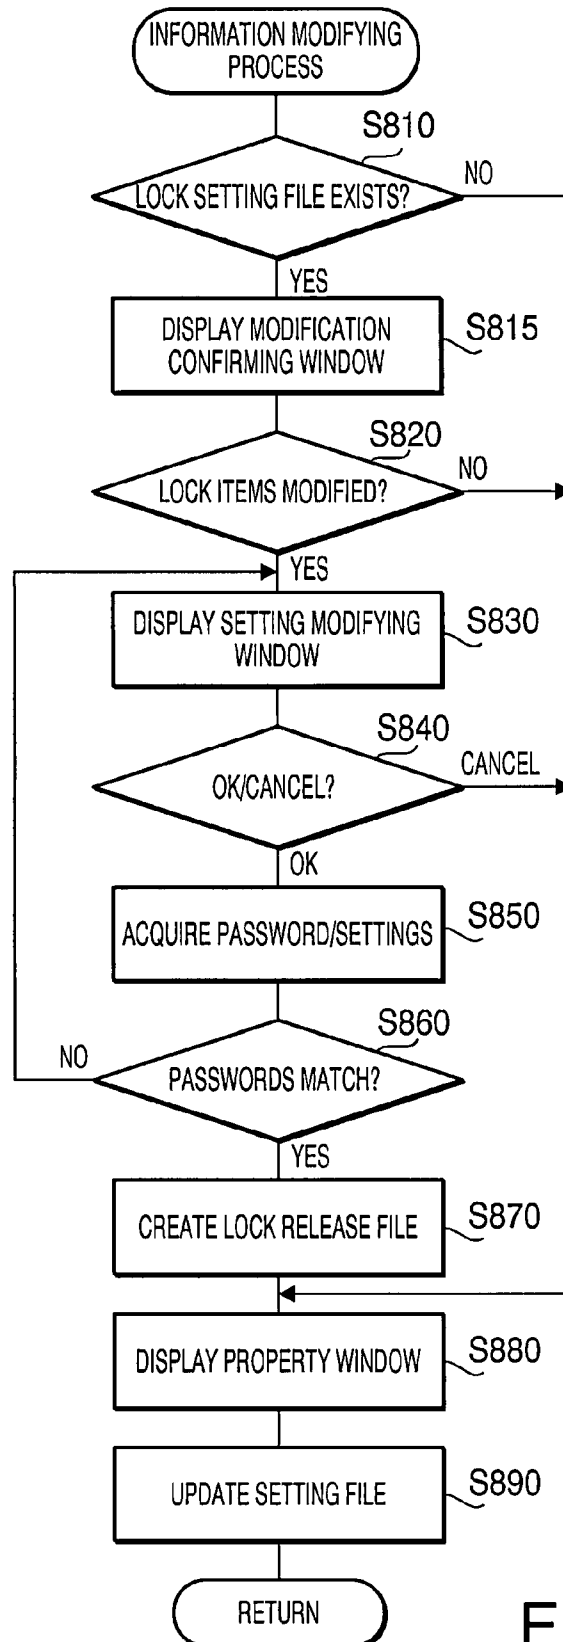 INFORMATION MODIFYING
PROCESS
S810
LOCK SETTING FILE EXISTS?
NO
YES
DISPLAY MODIFICATION
CONFIRMING WINDOW
S815
S820
LOCK ITEMS MODIFIED?
NO
YES
DISPLAY SETTING MODIFYING
WINDOW
S830
S840
OK/CANCEL?
CANCEL
OK
ACQUIRE PASSWORD/SETTINGS
S850
S860
NO
PASSWORDS MATCH?
YES
CREATE LOCK RELEASE FILE
S870
DISPLAY PROPERTY WINDOW
S880
UPDATE SETTING FILE
S890
RETURN